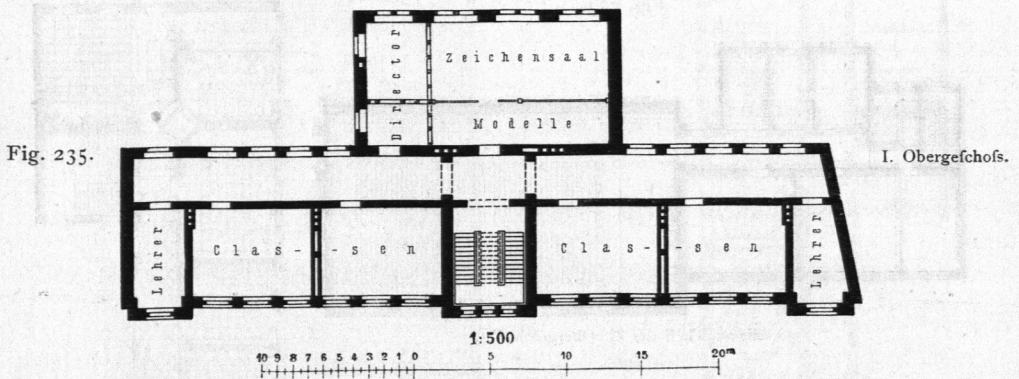 Director
Zeichensaal
Modelle
Fig. 235.
I. Obergeſchoſs.
Lehrer
Clas- -sen
Clas- -sen
Lehrer
1:500
10 9 8 7 6 5 4 3 2 1 0 5 10 15 20ᵐ